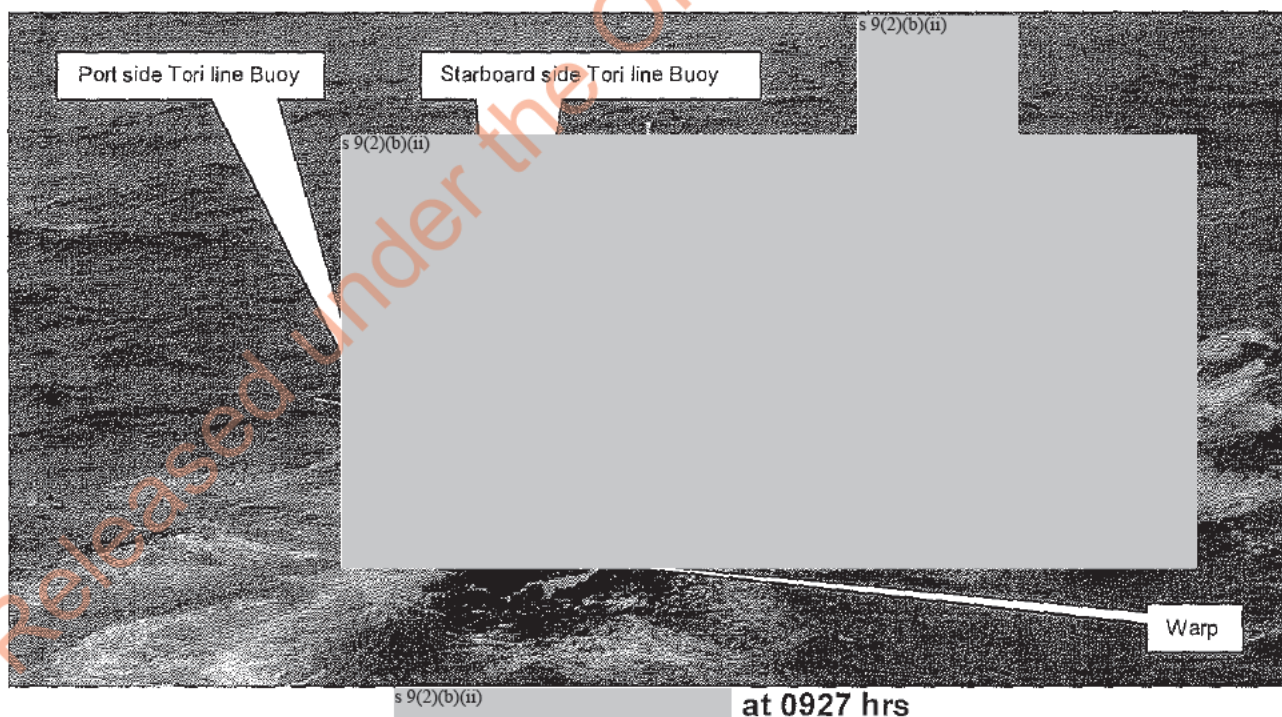 s 9(2)(b)(ii)
Port side Tori line Buoy
Starboard side Tori line Buoy
s 9(2)(b)(ii)
Released under the
Warp
s 9(2)(b)(ii)
at 0927 hrs